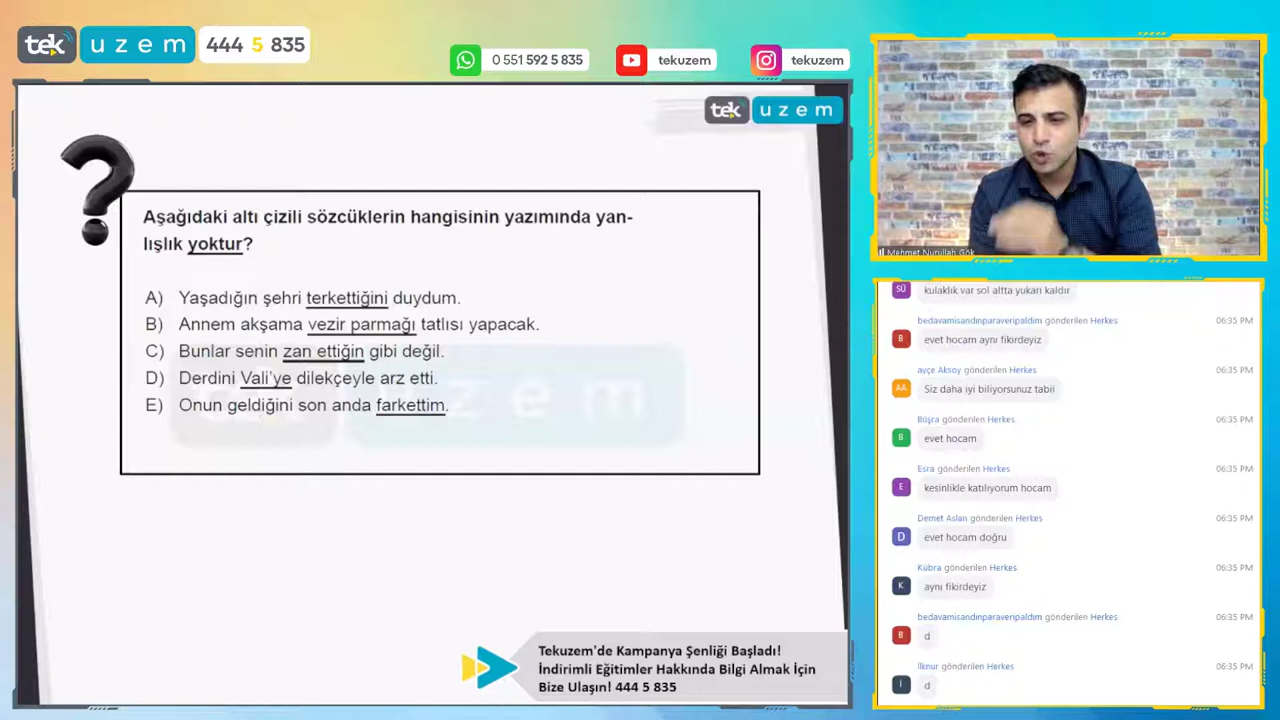 tek uzem 444 5 835
0 551 592 5 835 tekuzem tekuzem
tek uzem
Aşağıdaki altı çizili sözcüklerin hangisinin yazımında yan-
lışlık yoktur?
A) Yaşadığın şehri terkettiğini duydum.
B) Annem akşama vezir parmağı tatlısı yapacak.
C) Bunlar senin zan ettiğin gibi değil.
D) Derdini Vali'ye dilekçeyle arz etti.
E) Onun geldiğini son anda farkettim.
Tekuzem'de Kampanya Şenliği Başladı!
İndirimli Eğitimler Hakkında Bilgi Almak İçin
Bize Ulaşın! 444 5 835
Mehmet Nurullah Gök
SÜ kulaklık var sol altta yukarı kaldır
bedavamisandınparaveripaldım gönderilen Herkes 06:35 PM
B evet hocam aynı fikirdeyiz
ayçe Aksoy gönderilen Herkes 06:35 PM
AA Siz daha iyi biliyorsunuz tabii
Büşra gönderilen Herkes 06:35 PM
B evet hocam
Esra gönderilen Herkes 06:35 PM
E kesinlikle katılıyorum hocam
Demet Aslan gönderilen Herkes 06:35 PM
D evet hocam doğru
Kübra gönderilen Herkes 06:35 PM
K aynı fikirdeyiz
bedavamisandınparaveripaldım gönderilen Herkes 06:35 PM
B d
İlknur gönderilen Herkes 06:35 PM
İ d